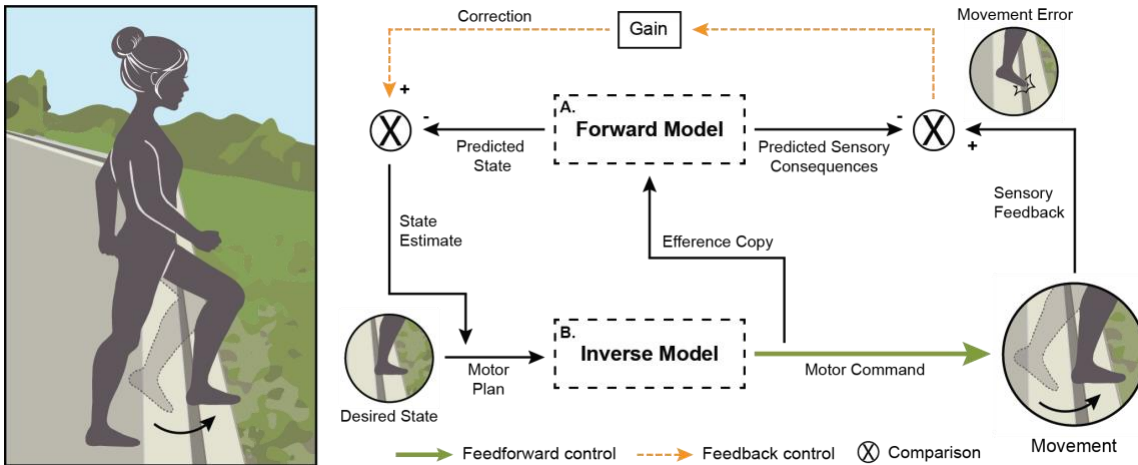 Correction
Gain
Movement Error
+
-
A.
Forward Model
-
+
Predicted
State
Predicted Sensory
Consequences
Sensory
Feedback
State
Estimate
Efference Copy
B.
Inverse Model
Motor
Plan
Motor Command
Desired State
Movement
Feedforward control
Feedback control
X
X
X
Comparison